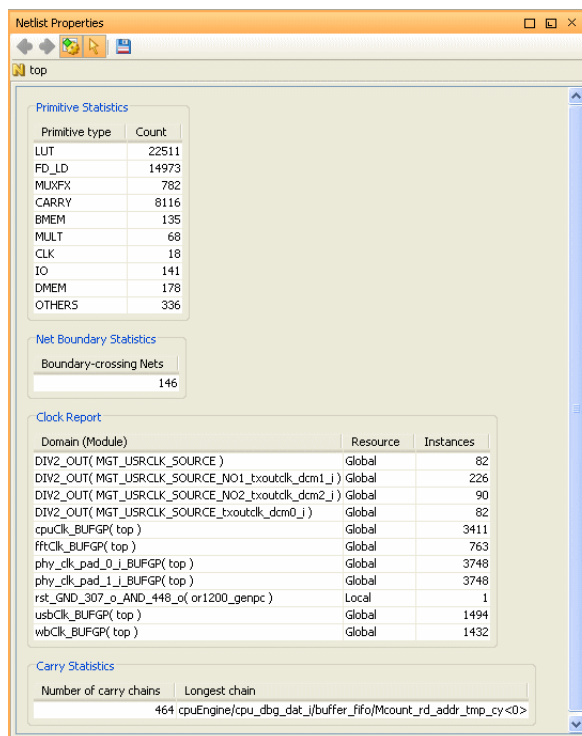 Netlist Properties
top
Primitive Statistics
Primitive type Count
LUT 22511
FD_LD 14973
MUXFX 782
CARRY 8116
BMEM 135
MULT 68
CLK 18
IO 141
DMEM 178
OTHERS 336
Net Boundary Statistics
Boundary-crossing Nets
146
Clock Report
Domain (Module) Resource Instances
DIV2_OUT( MGT_USRCLK_SOURCE ) Global 82
DIV2_OUT( MGT_USRCLK_SOURCE_NO1_txoutclk_dcm1_i ) Global 226
DIV2_OUT( MGT_USRCLK_SOURCE_NO2_txoutclk_dcm2_i ) Global 90
DIV2_OUT( MGT_USRCLK_SOURCE_txoutclk_dcm0_i ) Global 82
cpuClk_BUFGP( top ) Global 3411
fftClk_BUFGP( top ) Global 763
phy_clk_pad_0_i_BUFGP( top ) Global 3748
phy_clk_pad_1_i_BUFGP( top ) Global 3748
rst_GND_307_o_AND_448_o( or1200_genpc ) Local 1
usbClk_BUFGP( top ) Global 1494
wbClk_BUFGP( top ) Global 1432
Carry Statistics
Number of carry chains Longest chain
464 cpuEngine/cpu_dbg_dat_i/buffer_fifo/Mcount_rd_addr_tmp_cy<0>